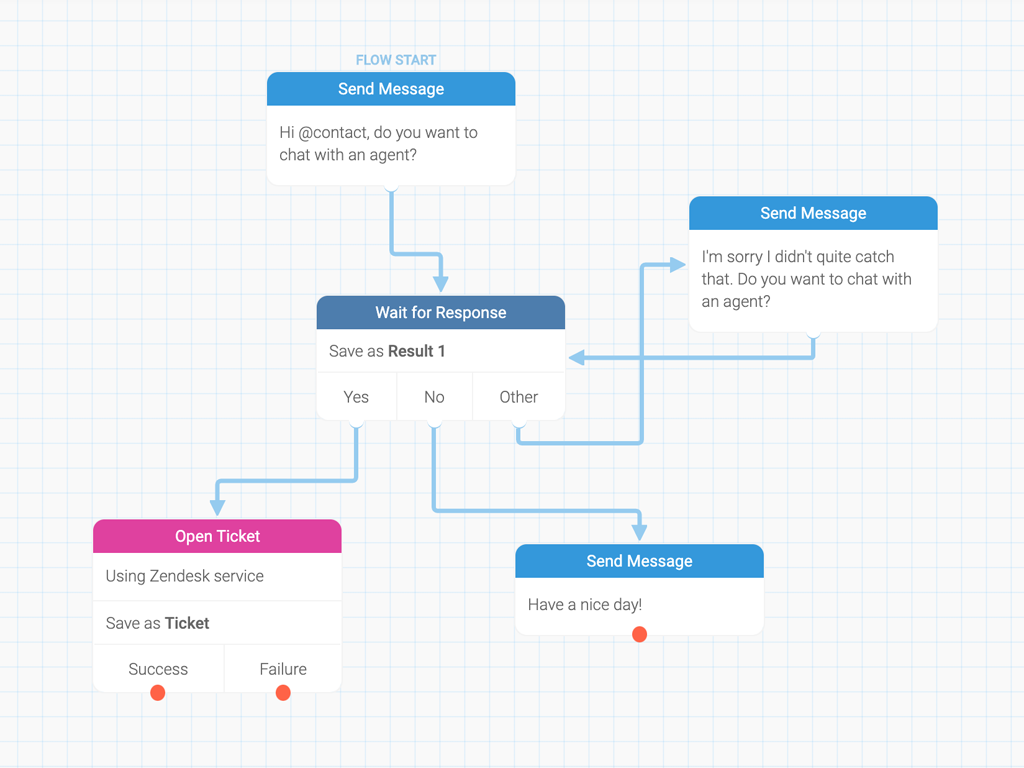 FLOW START
Send Message
Hi @contact, do you want to
chat with an agent?
Send Message
I'm sorry I didn't quite catch
that. Do you want to chat with
an agent?
Wait for Response
Save as Result 1
Yes
No
Other
Open Ticket
Using Zendesk service
Save as Ticket
Success
Failure
Send Message
Have a nice day!